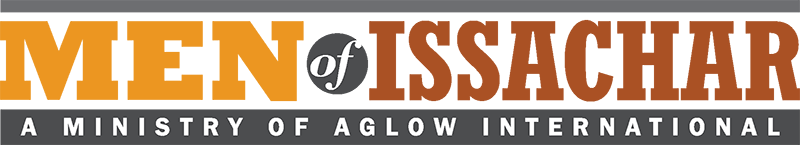 MEN of ISSACHAR
A MINISTRY OF AGLOW INTERNATIONAL